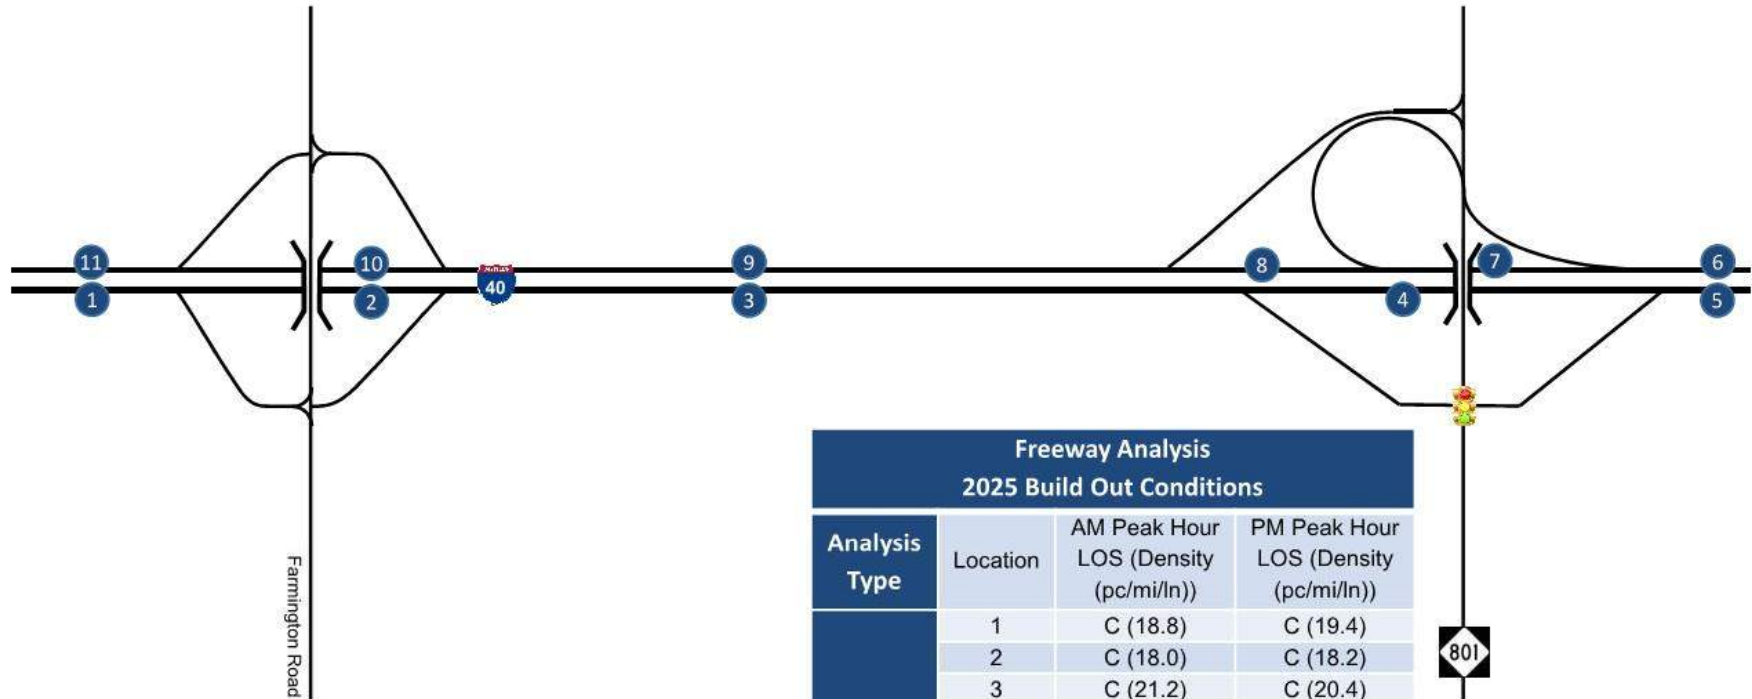 11
10
9
8
7
6
1
2
40
3
4
5
Freeway Analysis
2025 Build Out Conditions
Analysis
Type
Location
AM Peak Hour
LOS (Density
(pc/mi/ln))
PM Peak Hour
LOS (Density
(pc/mi/ln))
1 C (18.8) C (19.4)
2 C (18.0) C (18.2)
3 C (21.2) C (20.4)
Farmington Road
801